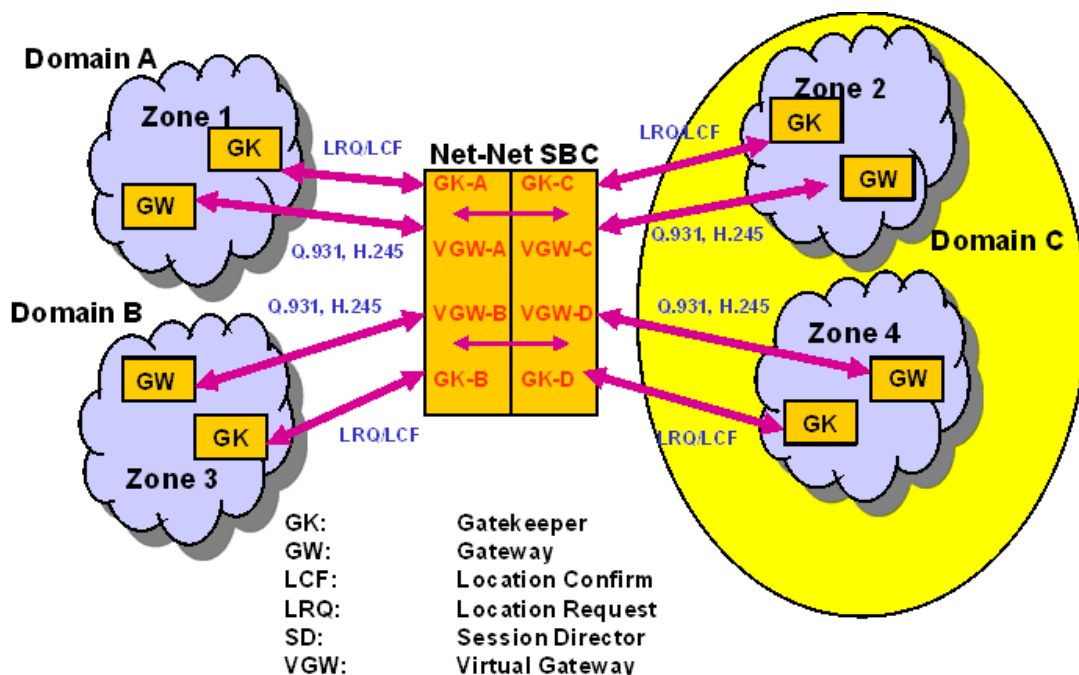 Domain A
Zone 1
GK
GW
LRQ/LCF
Q.931, H.245
Domain B
Q.931, H.245
GW
GK
LRQ/LCF
Zone 3
Net-Net SBC
GK-A
GK-C
VGW-A
VGW-C
VGW-B
VGW-D
GK-B
GK-D
Zone 2
GK
LRQ/LCF
GW
Q.931, H.245
Domain C
Q.931, H.245
Zone 4
GW
GK
LRQ/LCF
GK: Gatekeeper
GW: Gateway
LCF: Location Confirm
LRQ: Location Request
SD: Session Director
VGW: Virtual Gateway